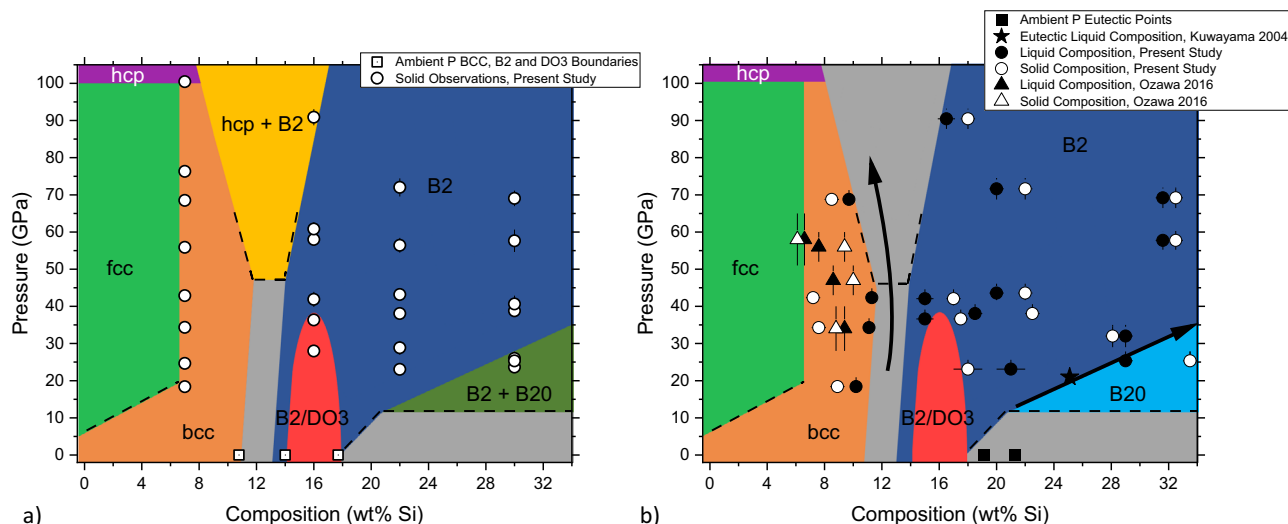 Ambient P BCC, B2 and DO3 Boundaries
Solid Observations, Present Study
100
90
80
70
60
50
40
30
20
10
0
Pressure (GPa)
hcp
hcp + B2
B2
fcc
B2 + B20
B2/DO3
bcc
0 4 8 12 16 20 24 28 32
a) Composition (wt% Si)
Ambient P Eutectic Points
Eutectic Liquid Composition, Kuwayama 2004
Liquid Composition, Present Study
Solid Composition, Present Study
Liquid Composition, Ozawa 2016
Solid Composition, Ozawa 2016
100
90
80
70
60
50
40
30
20
10
0
Pressure (GPa)
hcp
B2
fcc
B2/DO3
B20
bcc
0 4 8 12 16 20 24 28 32
b) Composition (wt% Si)